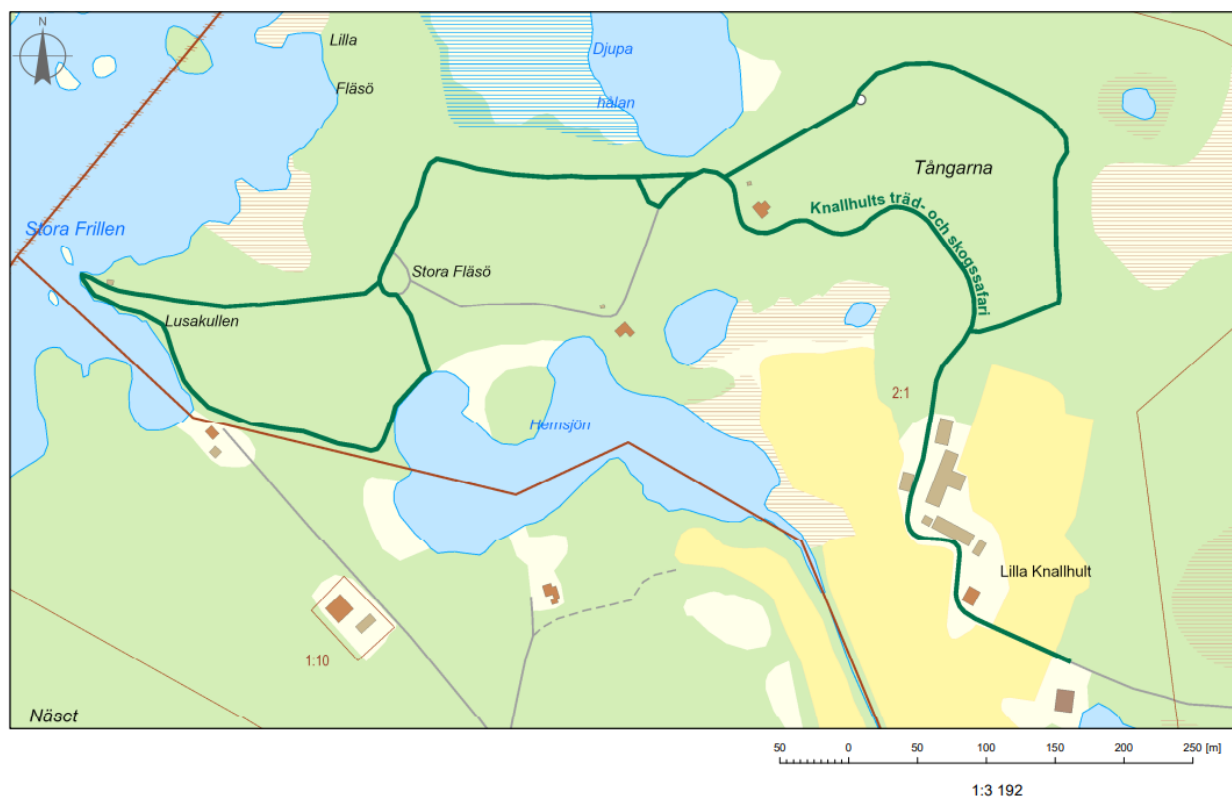 N
Lilla
Fläsö
Djupa
hålan
Tångarna
Knallhults träd- och skogssafari
Stora Frillen
Stora Fläsö
Lusakullen
2:1
Hemsjön
Lilla Knallhult
1:10
50 0 50 100 150 200 250 [m]
1:3 192